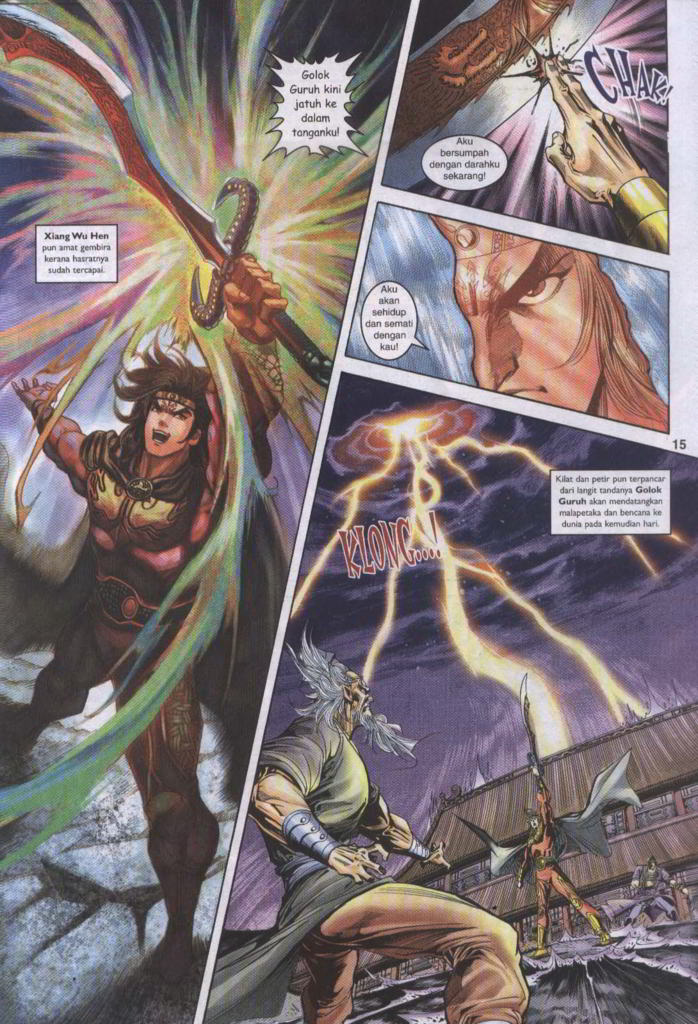 Golok
Guruh kini
jatuh ke
dalam
tanganku!
Xiang Wu Hen
pun amat gembira
kerana hasratnya
sudah tercapai.
CHAK!
Aku
bersumpah
dengan darahku
sekarang!
Aku
akan
sehidup
dan semati
dengan
kau!
15
Kilat dan petir pun terpancar
dari langit tandanya Golok
Guruh akan mendatangkan
malapetaka dan bencana ke
dunia pada kemudian hari.
KLONG....!